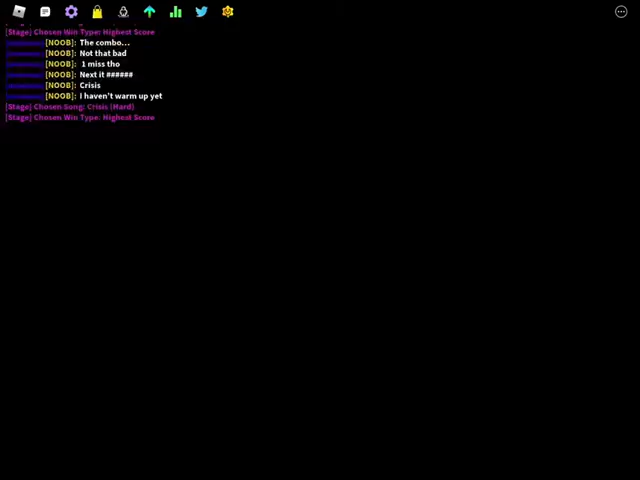 [Stage] Chosen Win Type: Highest Score
[NOOB]: The combo...
[NOOB]: Not that bad
[NOOB]: 1 miss tho
[NOOB]: Next it ######
[NOOB]: Crisis
[NOOB]: I haven't warm up yet
[Stage] Chosen Song: Crisis (Hard)
[Stage] Chosen Win Type: Highest Score